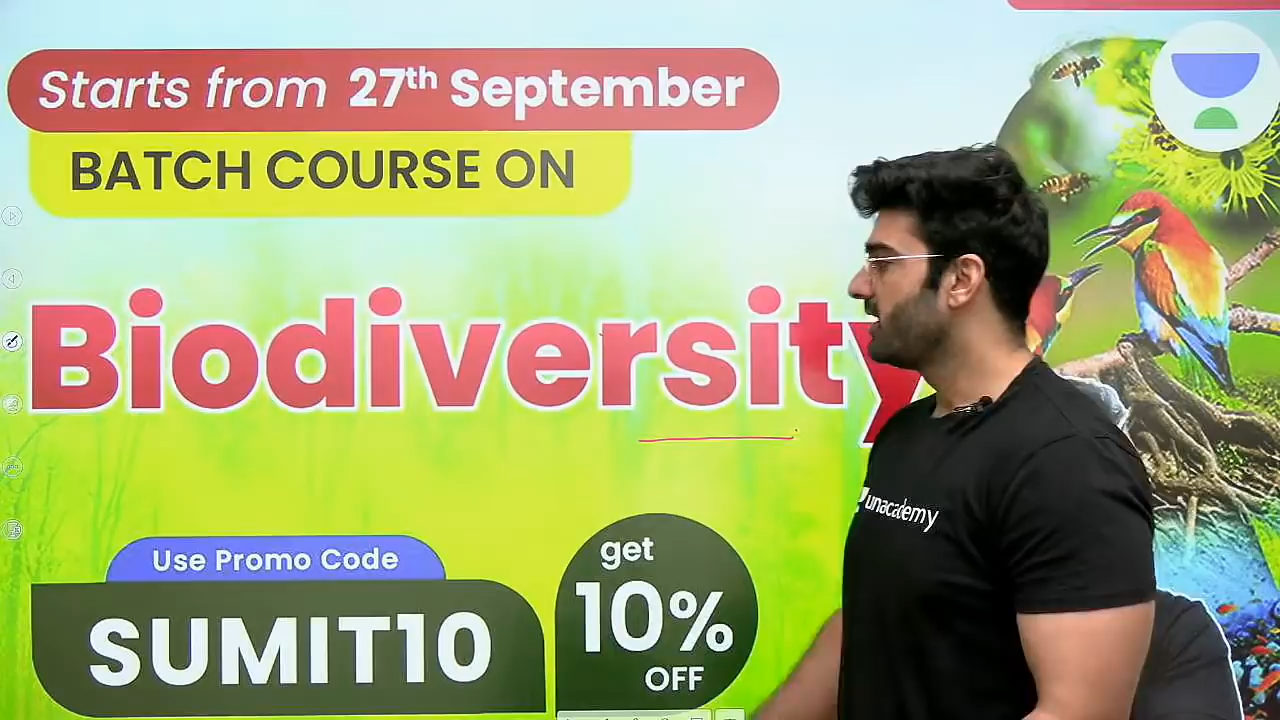 Starts from 27th September
BATCH COURSE ON
Biodiversity
Use Promo Code
SUMIT10
get
10%
OFF
unacademy